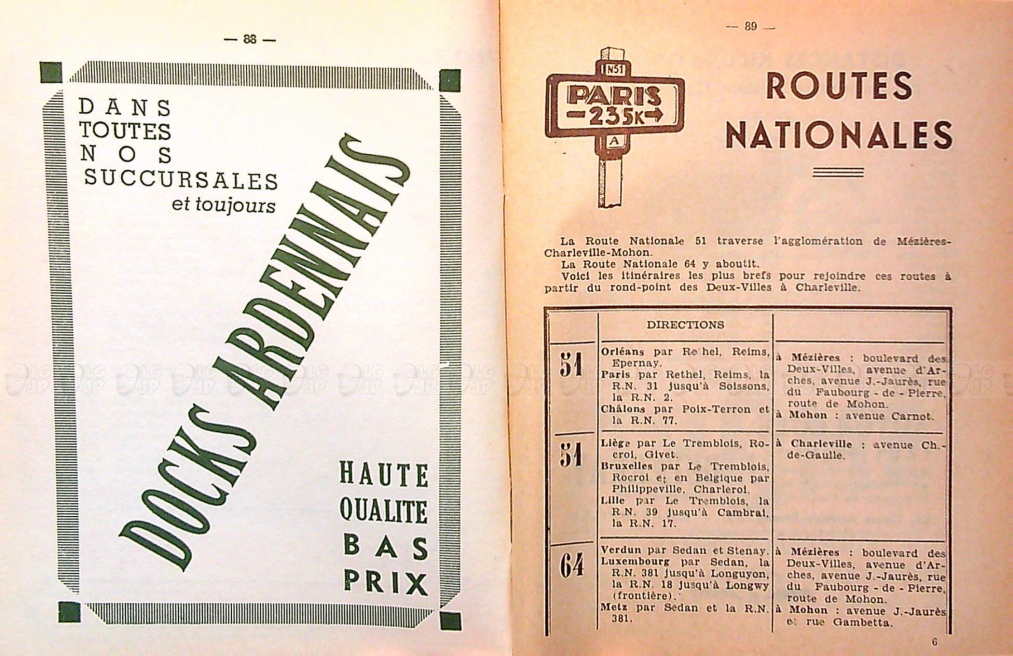 — 88 —
DANS
TOUTES
NOS
SUCCURSALES
et toujours
DOCKS ARDENNAIS
HAUTE
QUALITE
BAS
PRIX
— 89 —
N51
PARIS
235K
A
ROUTES
NATIONALES
La Route Nationale 51 traverse l'agglomération de Mézières-
Charleville-Mohon.
La Route Nationale 64 y aboutit.
Voici les itinéraires les plus brefs pour rejoindre ces routes à
partir du rond-point des Deux-Villes à Charleville.
DIRECTIONS
51
Orléans par Rethel, Reims,
Epernay.
Paris par Rethel, Reims, la
R.N. 31 jusqu'à Soissons,
la R.N. 2.
Châlons par Poix-Terron et
la R.N. 77.
à Mézières : boulevard des
Deux-Villes, avenue d'Ar-
ches, avenue J.-Jaurès, rue
du Faubourg - de - Pierre,
route de Mohon.
à Mohon : avenue Carnot.
51
Liège par Le Tremblois, Ro-
croi, Givet.
Bruxelles par Le Tremblois,
Rocroi et en Belgique par
Philippeville, Charleroi.
Lille par Le Tremblois, la
R.N. 39 jusqu'à Cambrai,
la R.N. 17.
à Charleville : avenue Ch.-
de-Gaulle.
64
Verdun par Sedan et Stenay.
Luxembourg par Sedan, la
R.N. 381 jusqu'à Longuyon,
la R.N. 18 jusqu'à Longwy
(frontière).
Metz par Sedan et la R.N.
381.
à Mézières : boulevard des
Deux-Villes, avenue d'Ar-
ches, avenue J.-Jaurès, rue
du Faubourg - de - Pierre,
route de Mohon.
à Mohon : avenue J.-Jaurès
et rue Gambetta.
6